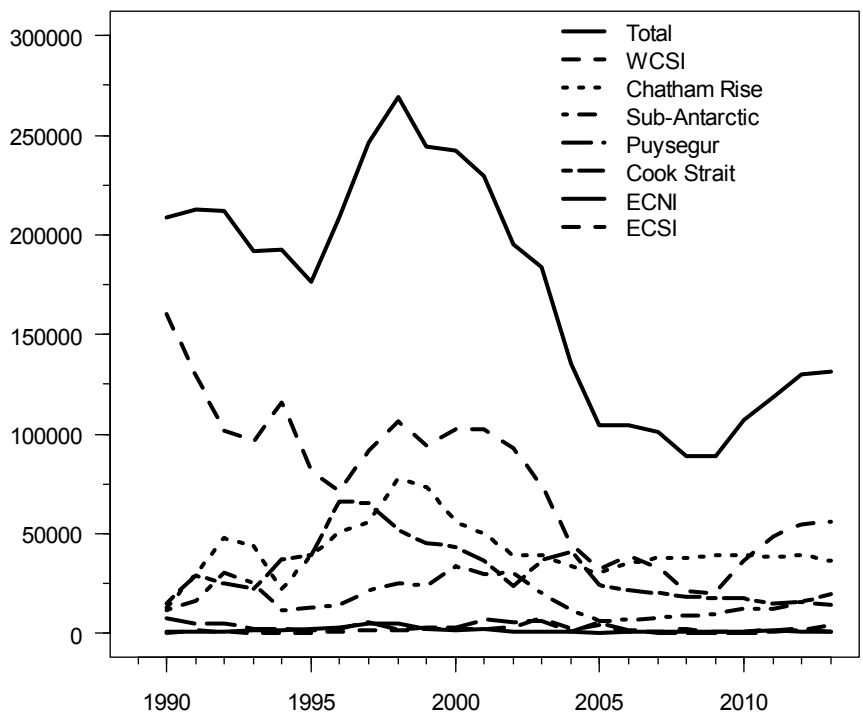 300000
250000
200000
150000
100000
50000
0
Total
WCSI
Chatham Rise
Sub-Antarctic
Puysegur
Cook Strait
ECNI
ECSI
1990 1995 2000 2005 2010